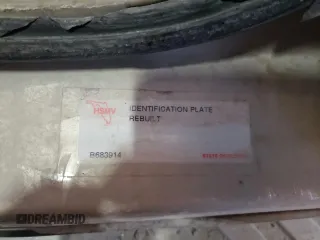 HSMV
IDENTIFICATION PLATE
REBUILT
B683914
DREAMBID